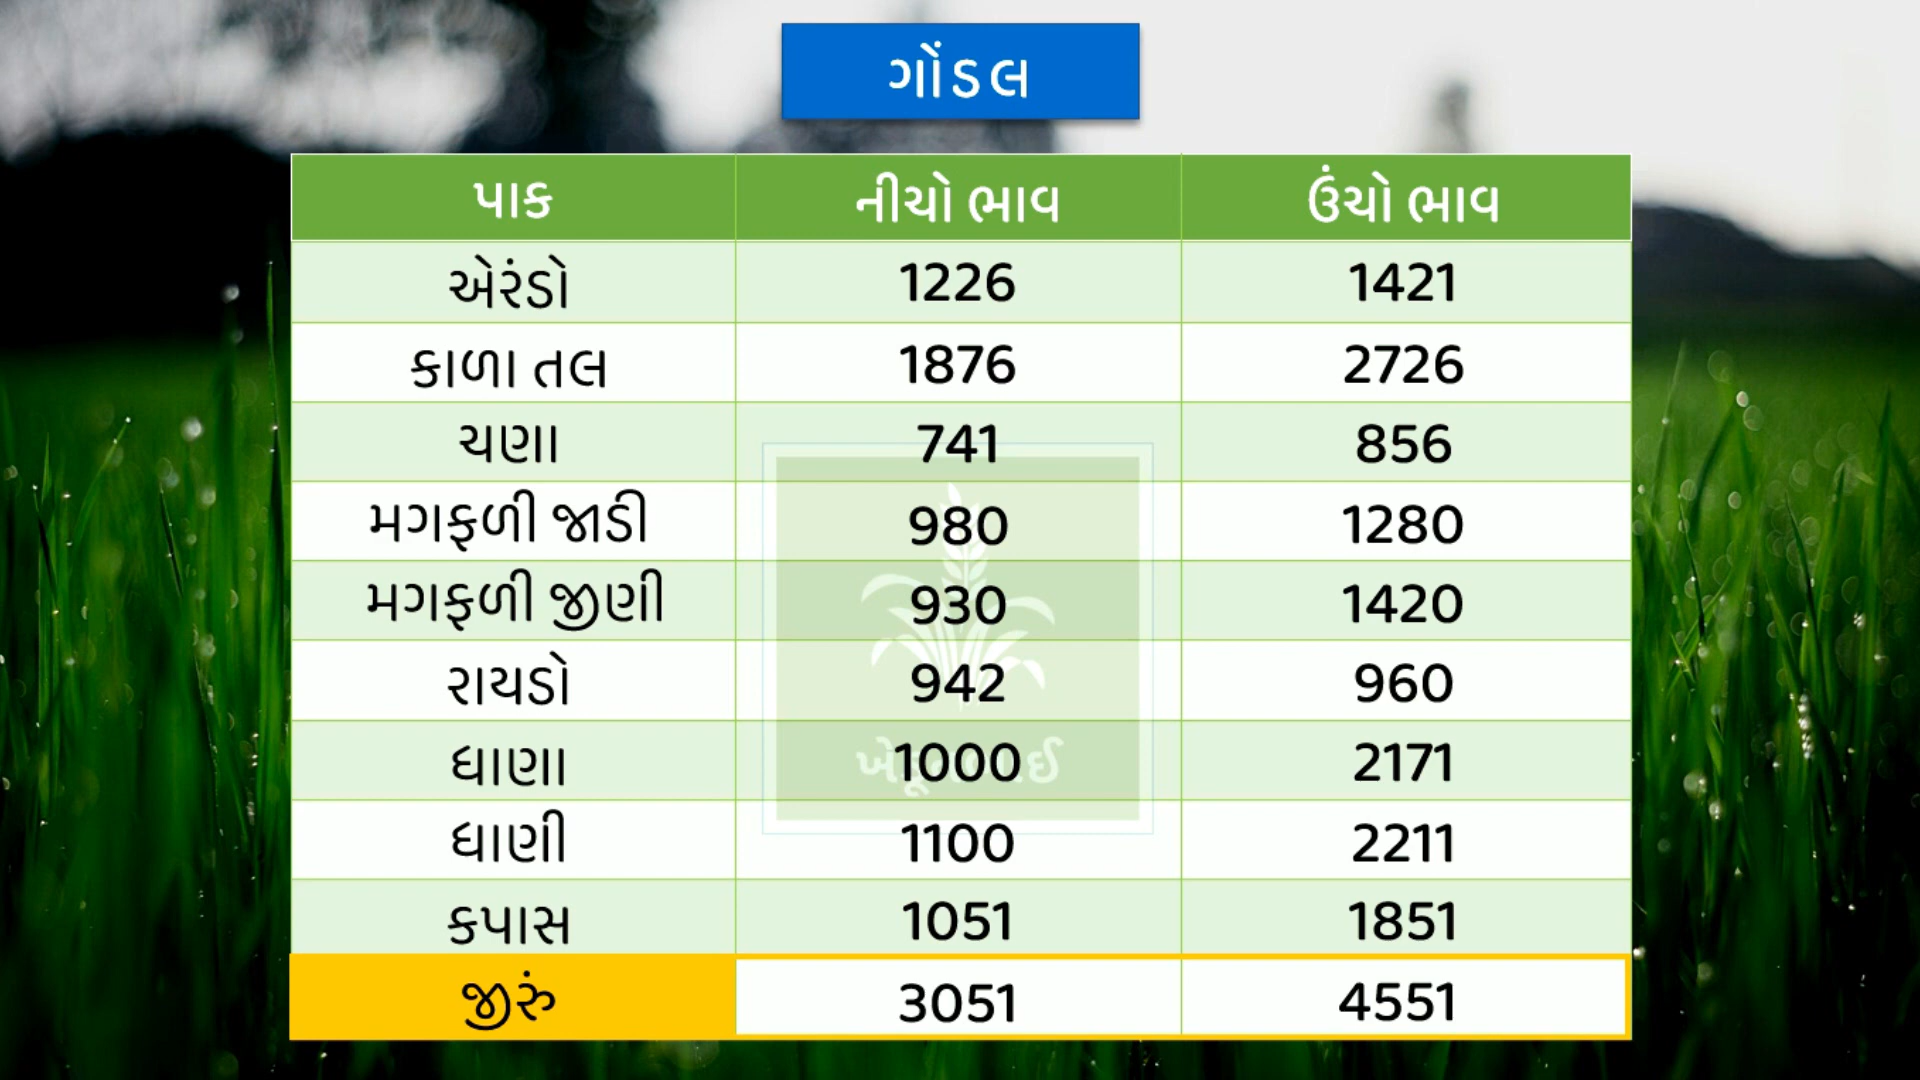 ગોંડલ
પાક નીચો ભાવ ઉંચો ભાવ
એરંડો 1226 1421
કાળા તલ 1876 2726
ચણા 741 856
મગફળી જાડી 980 1280
મગફળી જીણી 930 1420
રાયડો 942 960
ધાણા 1000 2171
ધાણી 1100 2211
કપાસ 1051 1851
જીરું 3051 4551